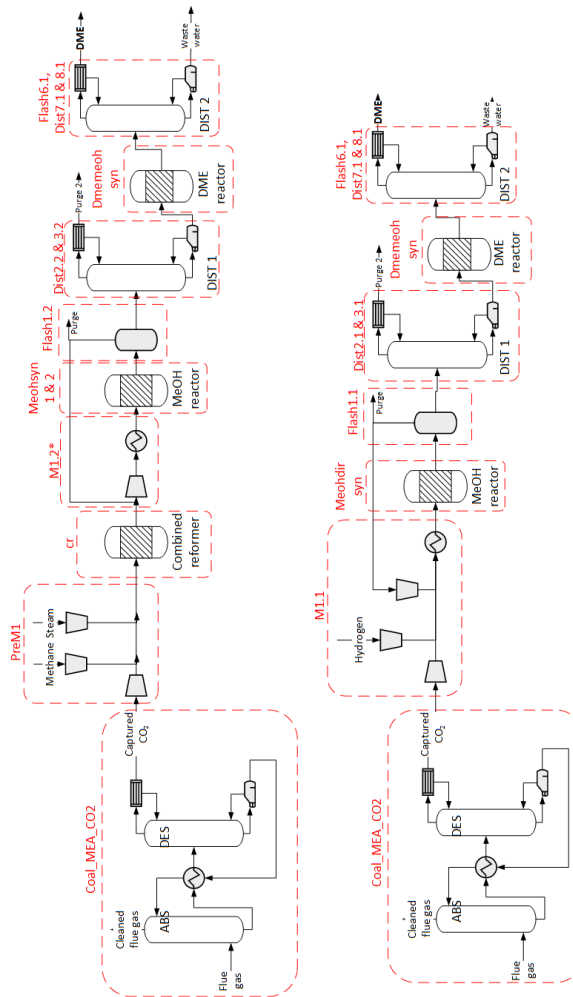 Coal_MEA_CO2
Flue
gas
Cleaned
flue gas
ABS
DES
Captured
CO₂
PreM1
Methane
Steam
cr
Combined
reformer
M1.2*
Meohsyn
1 & 2
MeOH
reactor
Flash1.2
Purge
Dist2.2 & 3.2
Purge 2
DIST 1
Dmemeoh
syn
DME
reactor
Flash6.1,
Dist7.1 & 8.1
DME
Waste
water
DIST 2
Coal_MEA_CO2
Flue
gas
Cleaned
flue gas
ABS
DES
Captured
CO₂
M1.1
Hydrogen
Meohdir
syn
MeOH
reactor
Flash1.1
Purge
Dist2.1 & 3.1
Purge 2
DIST 1
Dmemeoh
syn
DME
reactor
Flash6.1,
Dist7.1 & 8.1
DME
Waste
water
DIST 2